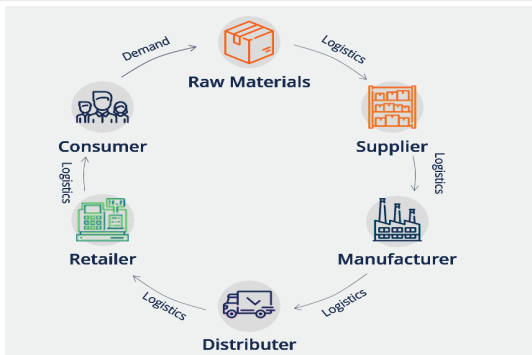 Demand
Logistics
Raw Materials
Consumer
Supplier
Logistics
Logistics
Retailer
Manufacturer
Logistics
Logistics
Distributer